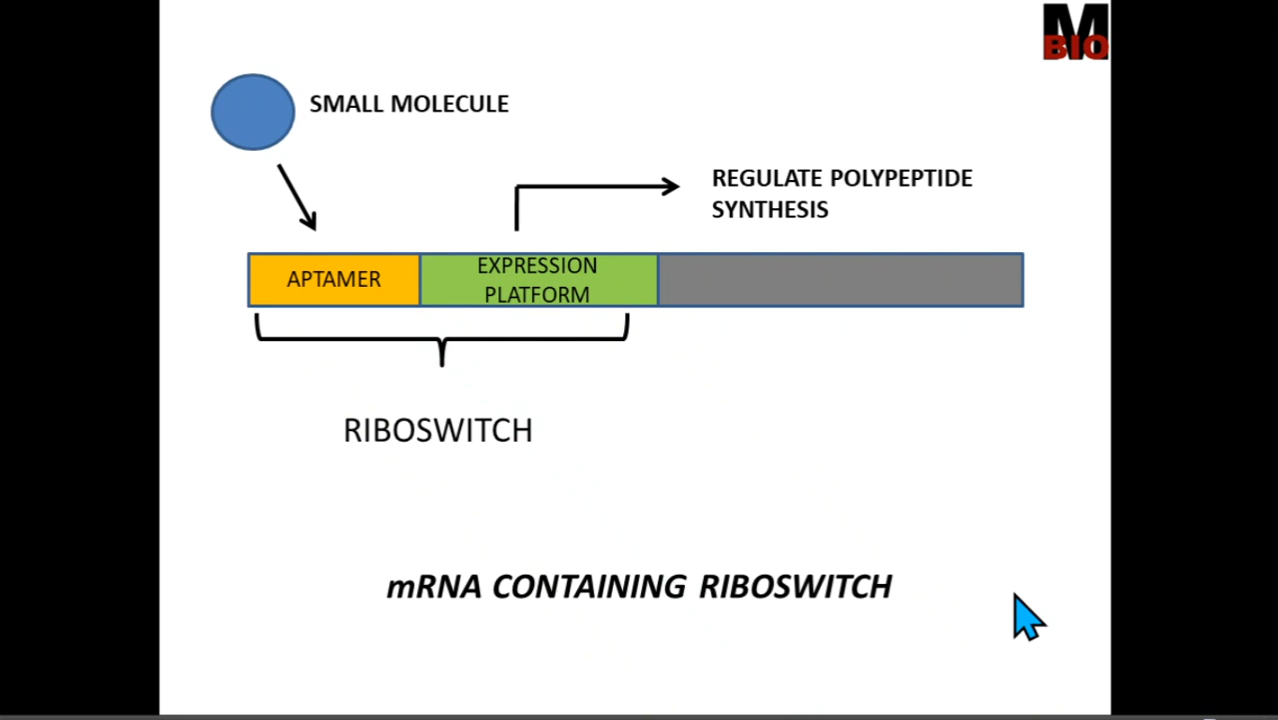 M
BIO
SMALL MOLECULE
REGULATE POLYPEPTIDE
SYNTHESIS
APTAMER
EXPRESSION
PLATFORM
RIBOSWITCH
mRNA CONTAINING RIBOSWITCH